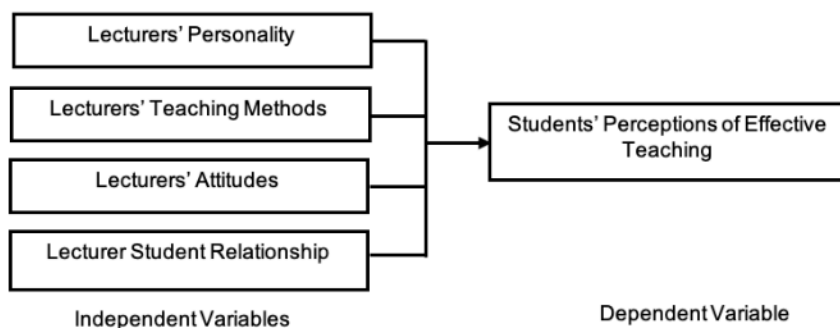 Lecturers’ Personality
Lecturers’ Teaching Methods
Lecturers’ Attitudes
Lecturer Student Relationship
Independent Variables
Students’ Perceptions of Effective
Teaching
Dependent Variable